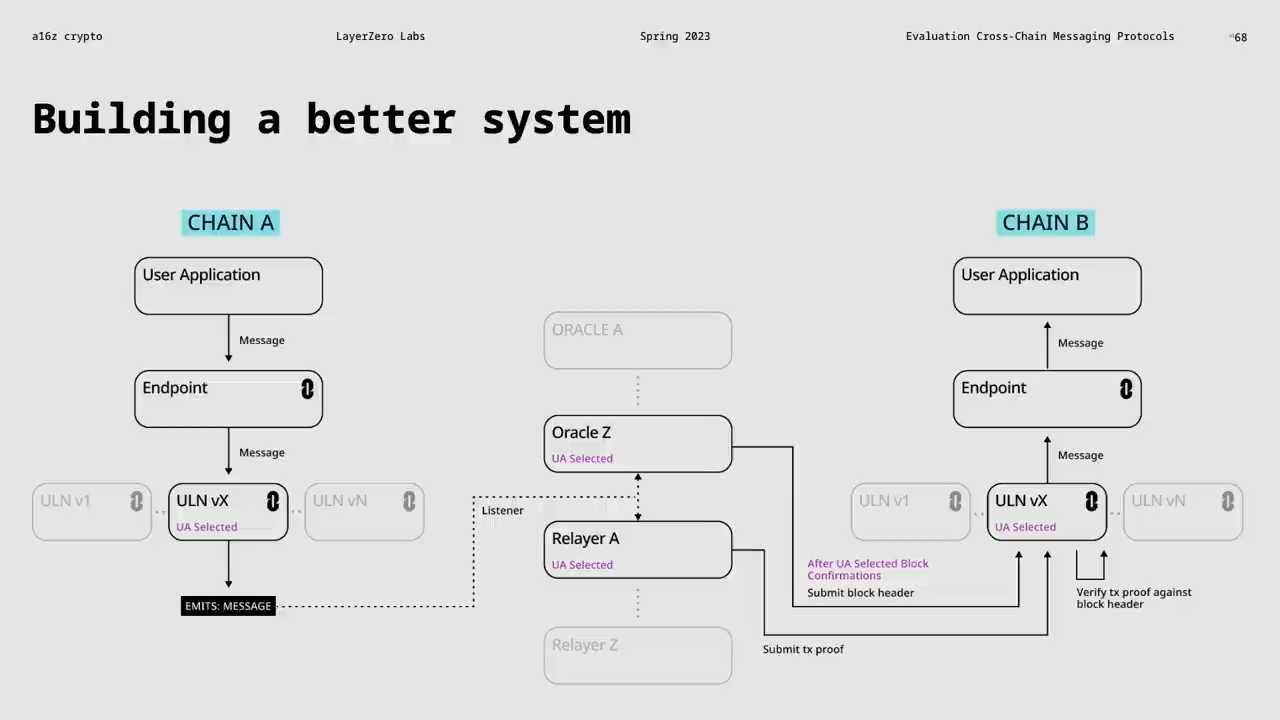 a16z crypto
LayerZero Labs
Spring 2023
Evaluation Cross-Chain Messaging Protocols
68
Building a better system
CHAIN A
User Application
Message
Endpoint
Message
ULN v1
ULN vX
UA Selected
ULN vN
EMITS: MESSAGE
Listener
ORACLE A
Oracle Z
UA Selected
Relayer A
UA Selected
Relayer Z
After UA Selected Block
Confirmations
Submit block header
Submit tx proof
CHAIN B
User Application
Message
Endpoint
Message
ULN v1
ULN vX
UA Selected
ULN vN
Verify tx proof against
block header